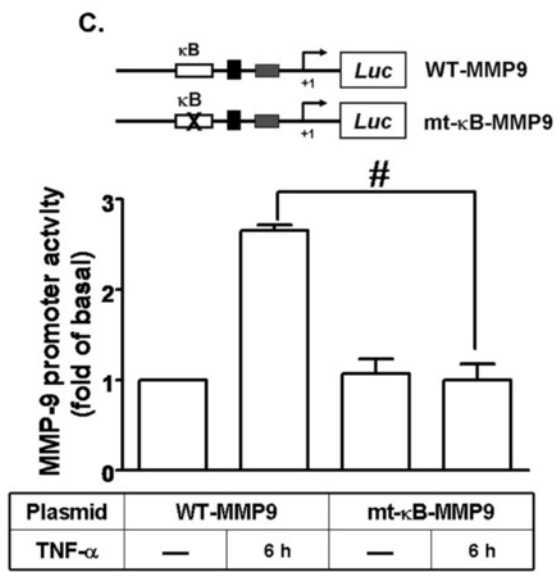 C.
κB
+1
Luc
WT-MMP9
κB
+1
Luc
mt-κB-MMP9
#
MMP-9 promoter actvity
(fold of basal)
3
2
1
0
Plasmid WT-MMP9 mt-κB-MMP9
TNF-α — 6 h — 6 h